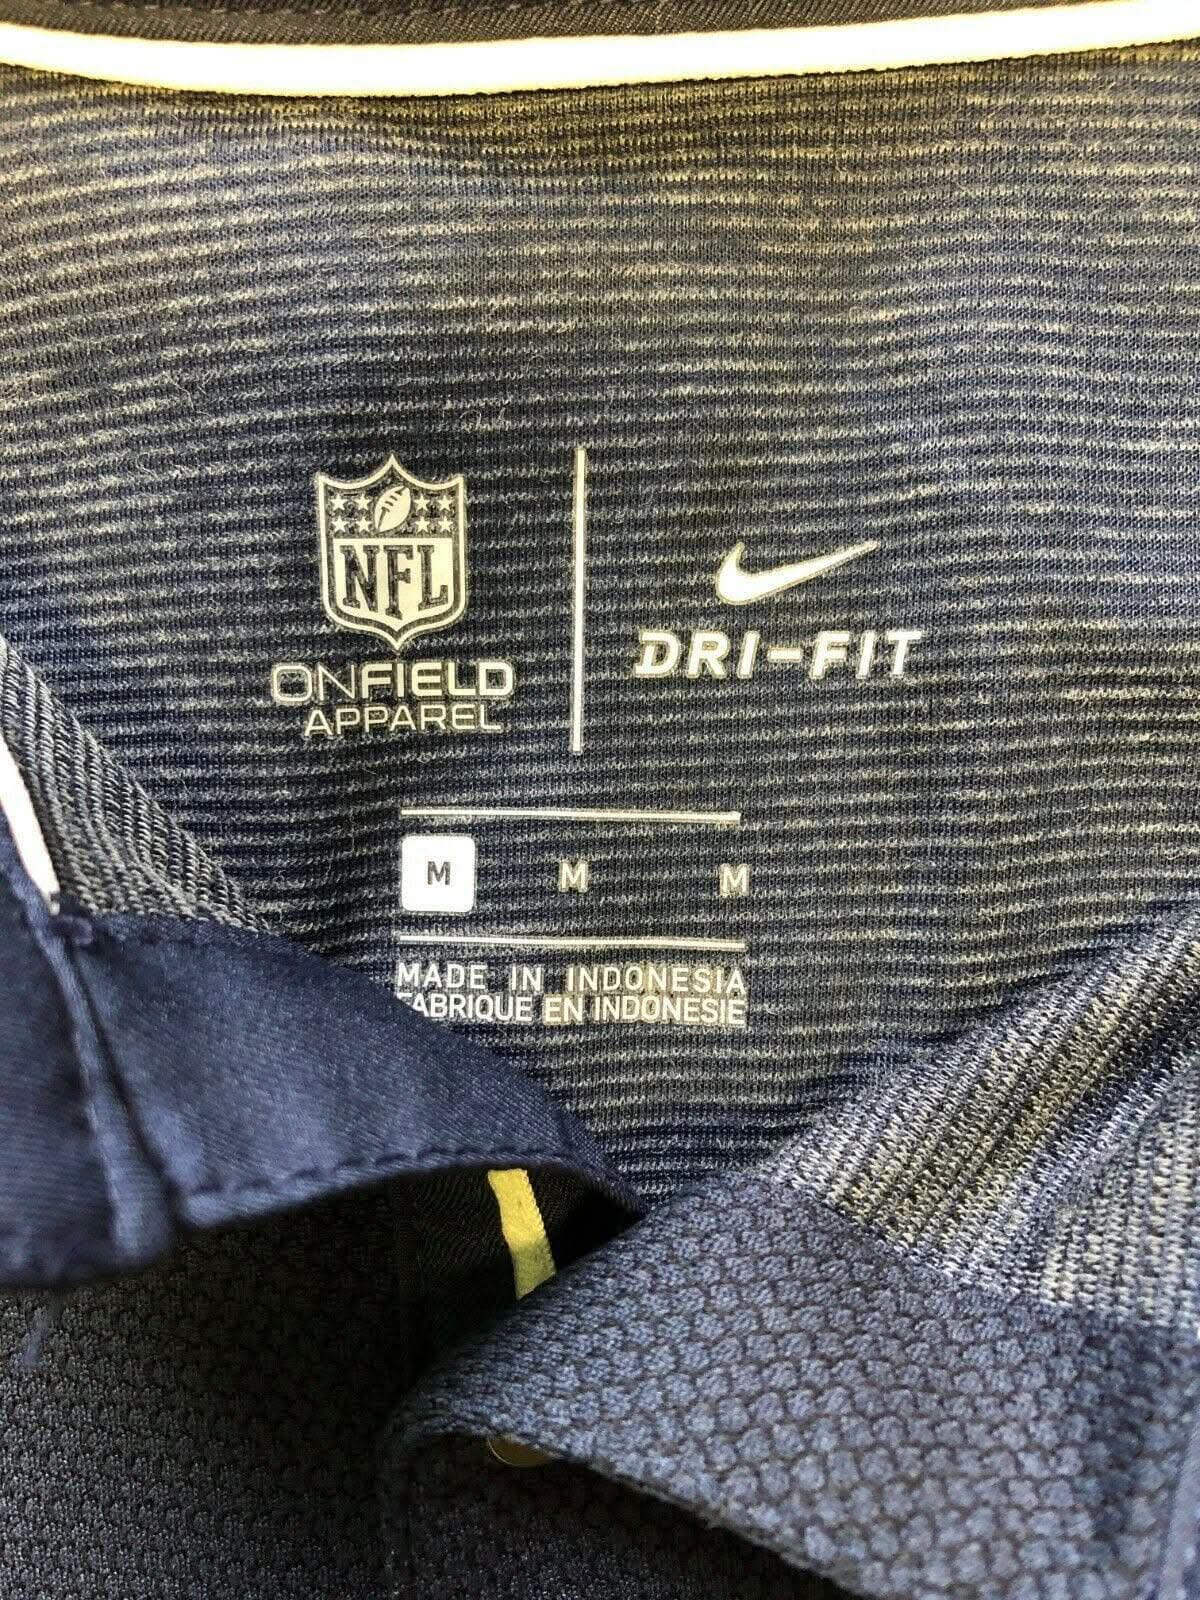 NFL
ONFIELD
APPAREL
DRI-FIT
M M M
MADE IN INDONESIA
FABRIQUE EN INDONESIE